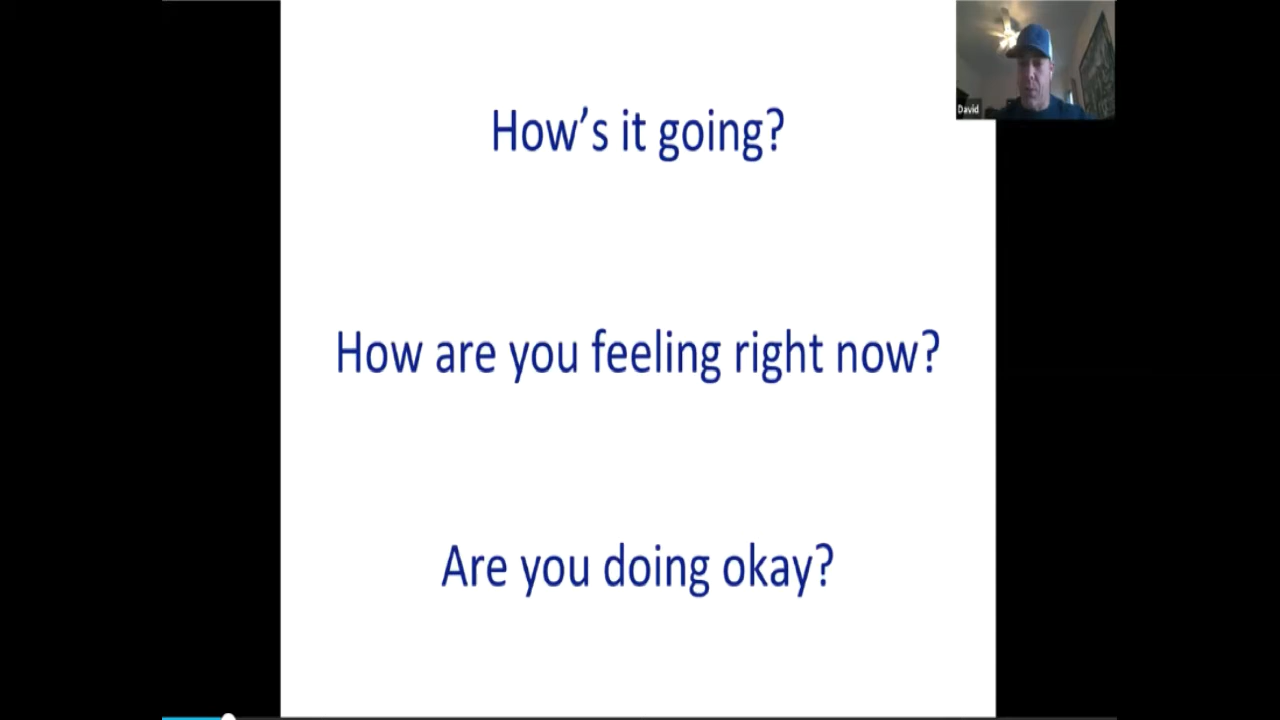 How’s it going?
David
How are you feeling right now?
Are you doing okay?